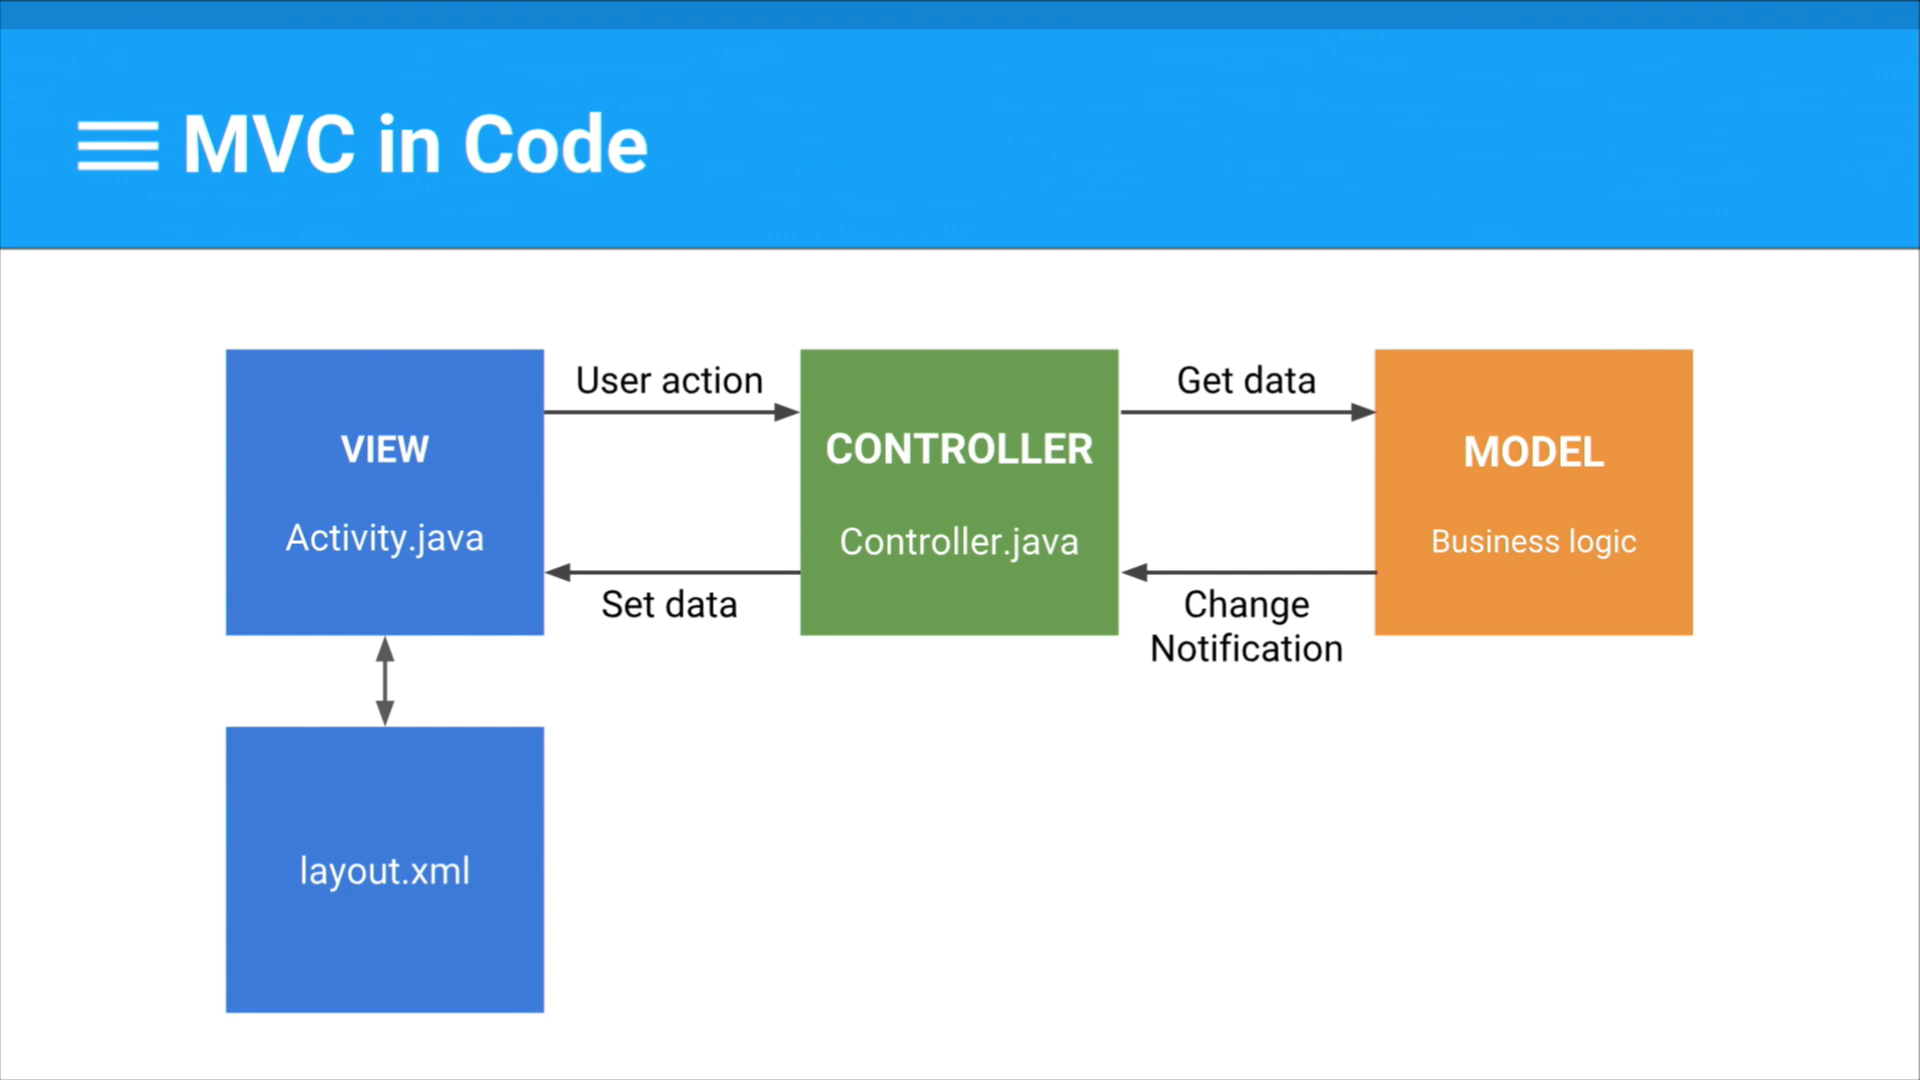 MVC in Code
User action
Get data
VIEW
CONTROLLER
MODEL
Activity.java
Controller.java
Business logic
Set data
Change
Notification
layout.xml